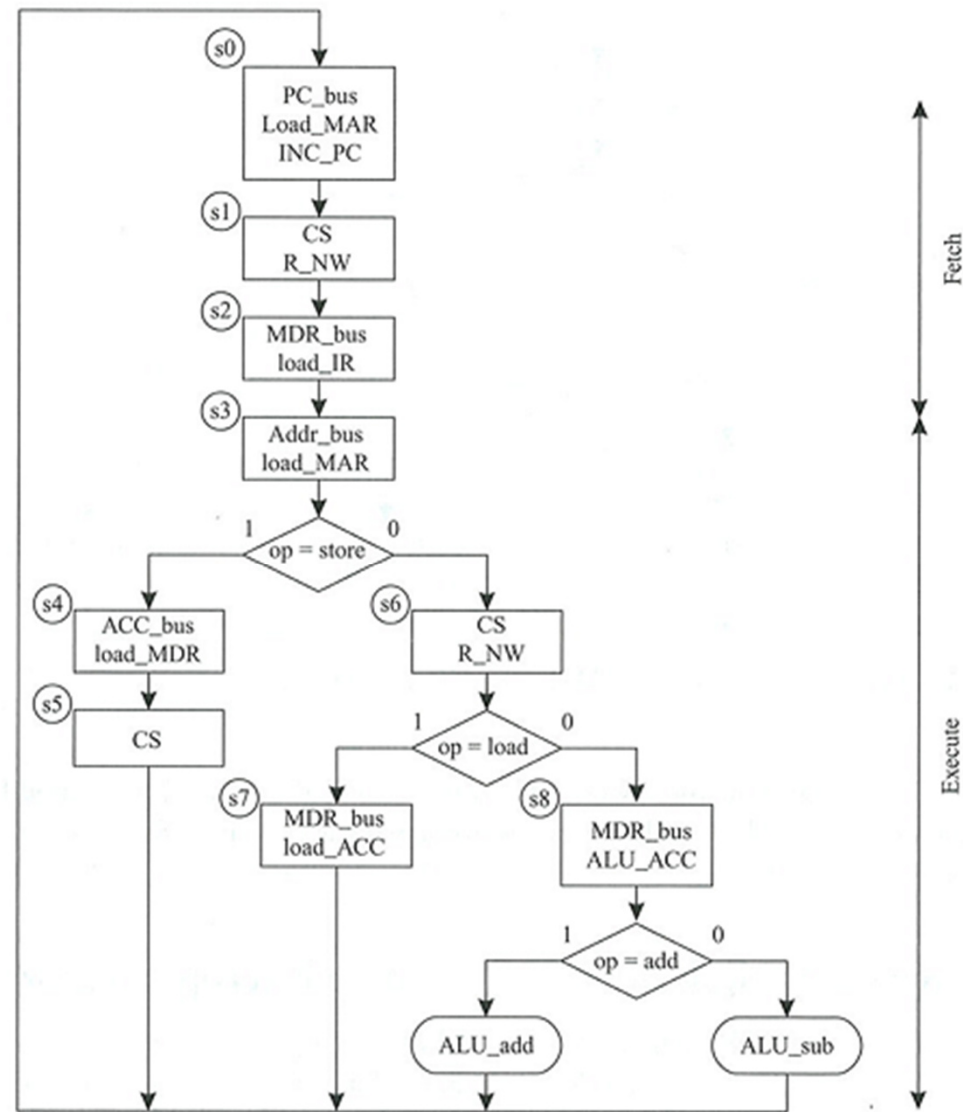 s0
PC_bus
Load_MAR
INC_PC
s1
CS
R_NW
s2
MDR_bus
load_IR
s3
Addr_bus
load_MAR
Fetch
1
0
op = store
s4
ACC_bus
load_MDR
s5
CS
s6
CS
R_NW
1
0
op = load
s7
MDR_bus
load_ACC
s8
MDR_bus
ALU_ACC
1
0
op = add
ALU_add
ALU_sub
Execute